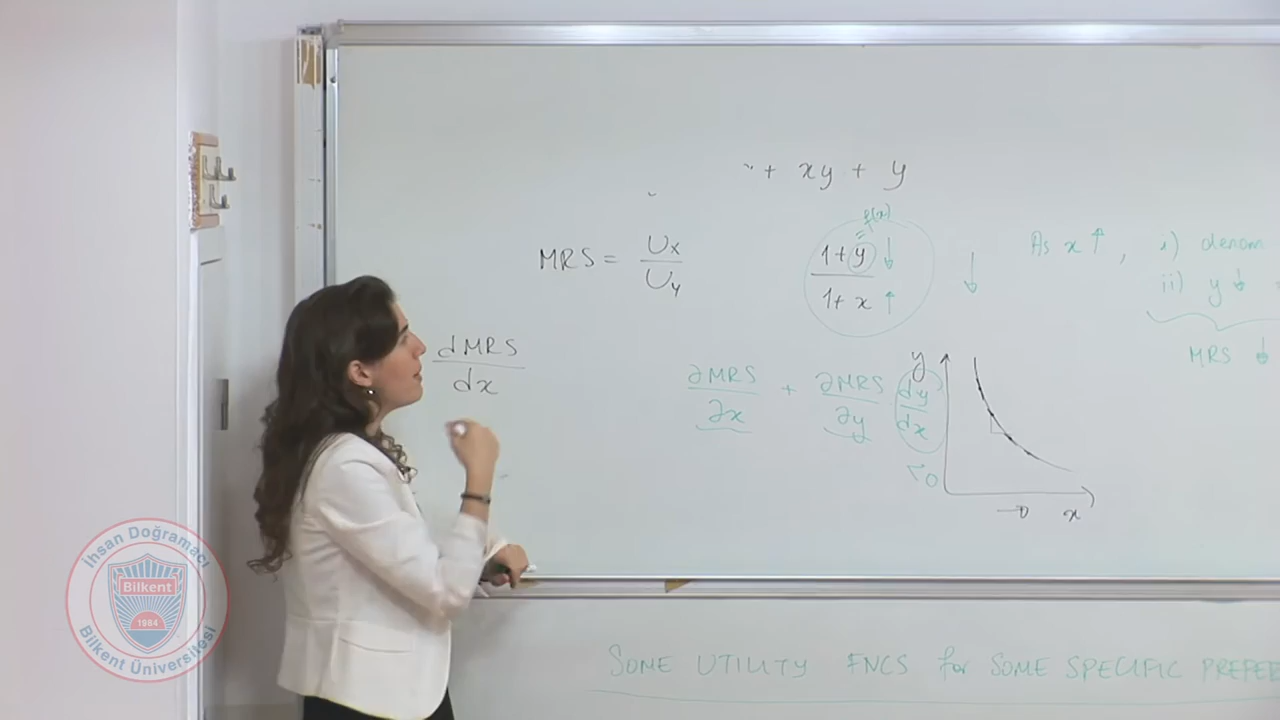 + xy + y
MRS = Ux / Uy
1 + y / 1 + x
As x ↑, i) denom
ii) y ↓
MRS ↓
dMRS / dx
∂MRS / ∂x + ∂MRS / ∂y dy / dx
< 0
y
x
SOME UTILITY FNCS for SOME SPECIFIC PREFE
İhsan Doğramacı
Bilkent
1984
Bilkent Üniversitesi